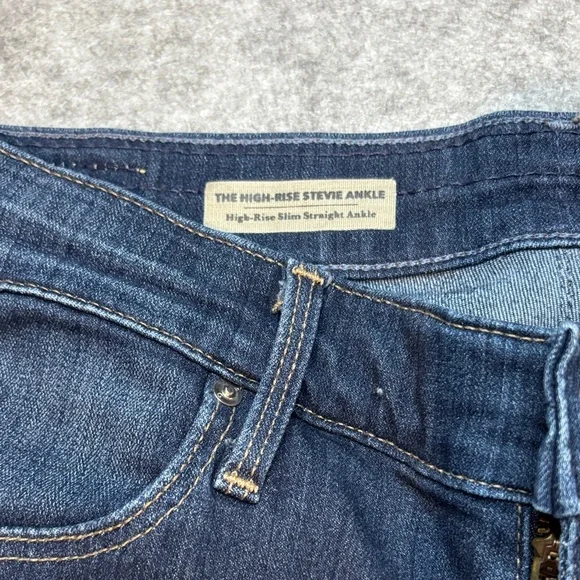 THE HIGH-RISE STEVIE ANKLE
High-Rise Slim Straight Ankle